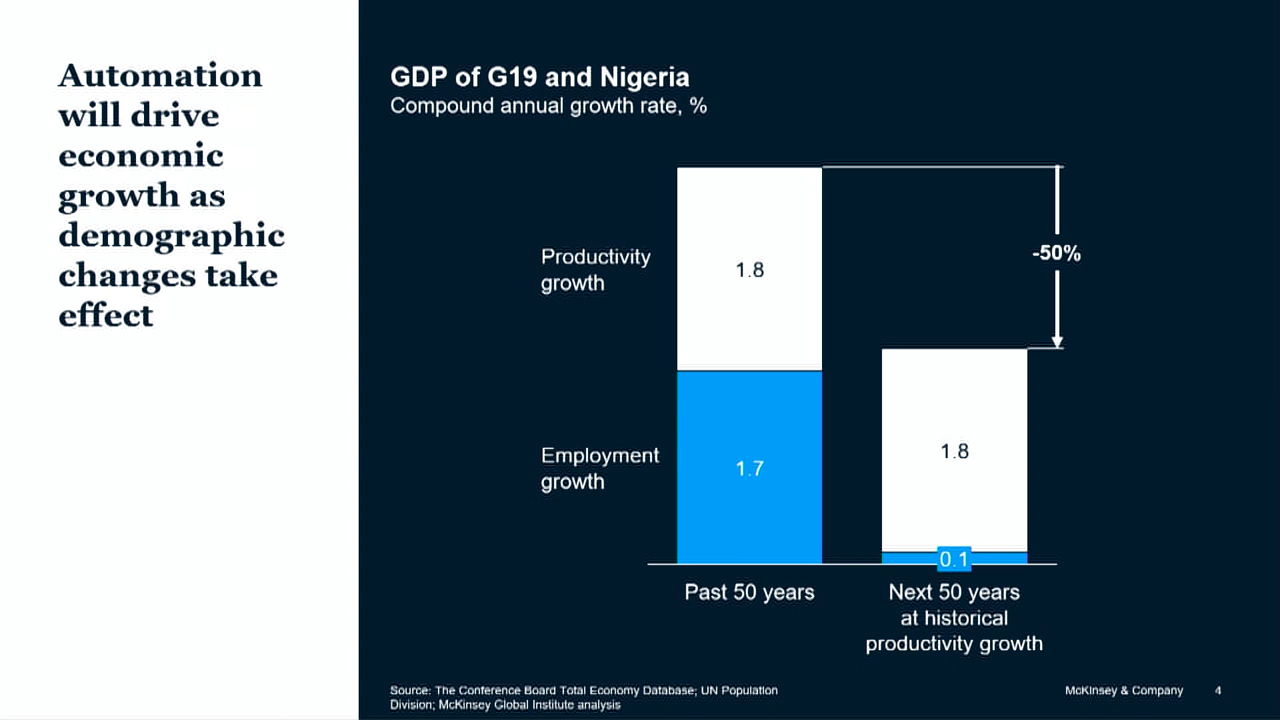 Automation
will drive
economic
growth as
demographic
changes take
effect
GDP of G19 and Nigeria
Compound annual growth rate, %
Productivity
growth
1.8
Employment
growth
1.7
-50%
1.8
0.1
Past 50 years
Next 50 years
at historical
productivity growth
Source: The Conference Board Total Economy Database; UN Population
Division; McKinsey Global Institute analysis
McKinsey & Company 4